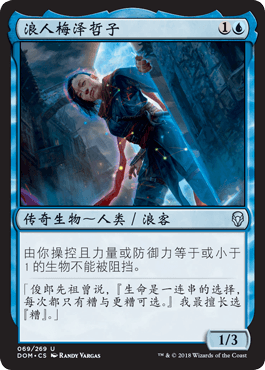 浪人梅泽哲子 1
传奇生物～人类／浪客
由你操控且力量或防御力等于或小于
1的生物不能被阻挡。
「俊郎先祖曾说，『生命是一连串的选择，
每次都只有糟与更糟可选。』我最擅长选
『糟』。」
1/3
069/269 U
DOM • CS RANDY VARGAS
™ & © 2018 Wizards of the Coast